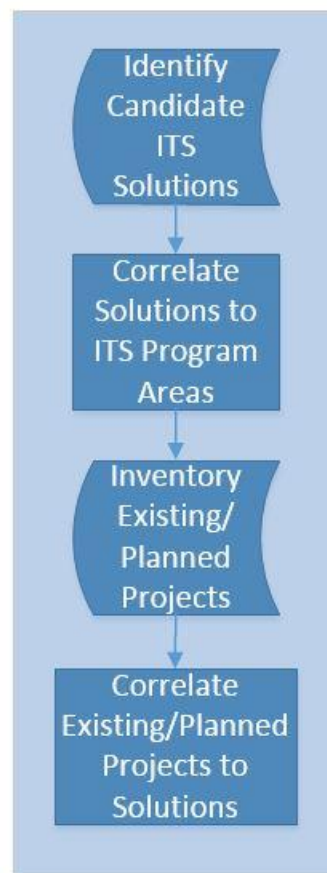 Identify
Candidate
ITS
Solutions
Correlate
Solutions to
ITS Program
Areas
Inventory
Existing/
Planned
Projects
Correlate
Existing/Planned
Projects to
Solutions